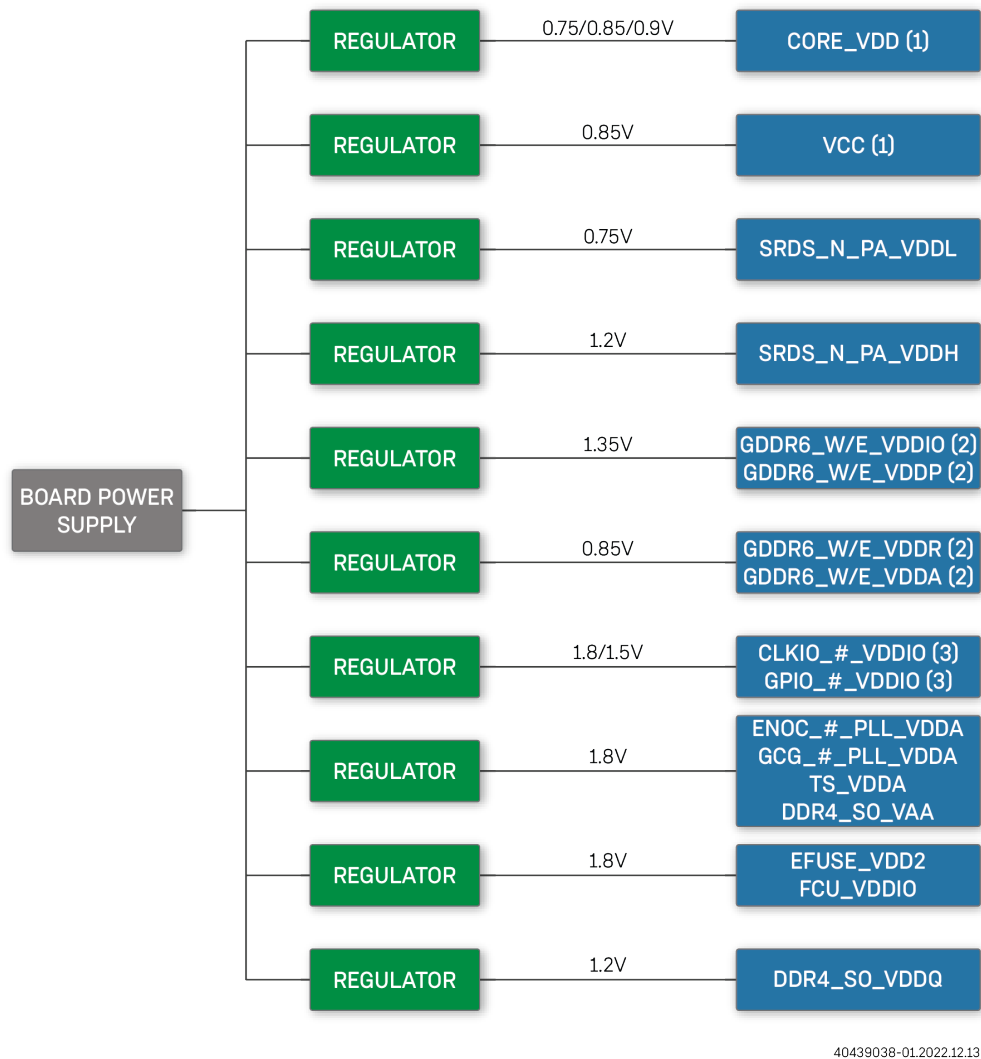 REGULATOR
0.75/0.85/0.9V
CORE_VDD (1)
REGULATOR
0.85V
VCC (1)
REGULATOR
0.75V
SRDS_N_PA_VDDL
REGULATOR
1.2V
SRDS_N_PA_VDDH
REGULATOR
1.35V
GDDR6_W/E_VDDIO (2)
GDDR6_W/E_VDDP (2)
BOARD POWER
SUPPLY
REGULATOR
0.85V
GDDR6_W/E_VDDR (2)
GDDR6_W/E_VDDA (2)
REGULATOR
1.8/1.5V
CLKIO_#_VDDIO (3)
GPIO_#_VDDIO (3)
REGULATOR
1.8V
ENOC_#_PLL_VDDA
GCG_#_PLL_VDDA
TS_VDDA
DDR4_S0_VAA
REGULATOR
1.8V
EFUSE_VDD2
FCU_VDDIO
REGULATOR
1.2V
DDR4_S0_VDDQ
40439038-01.2022.12.13